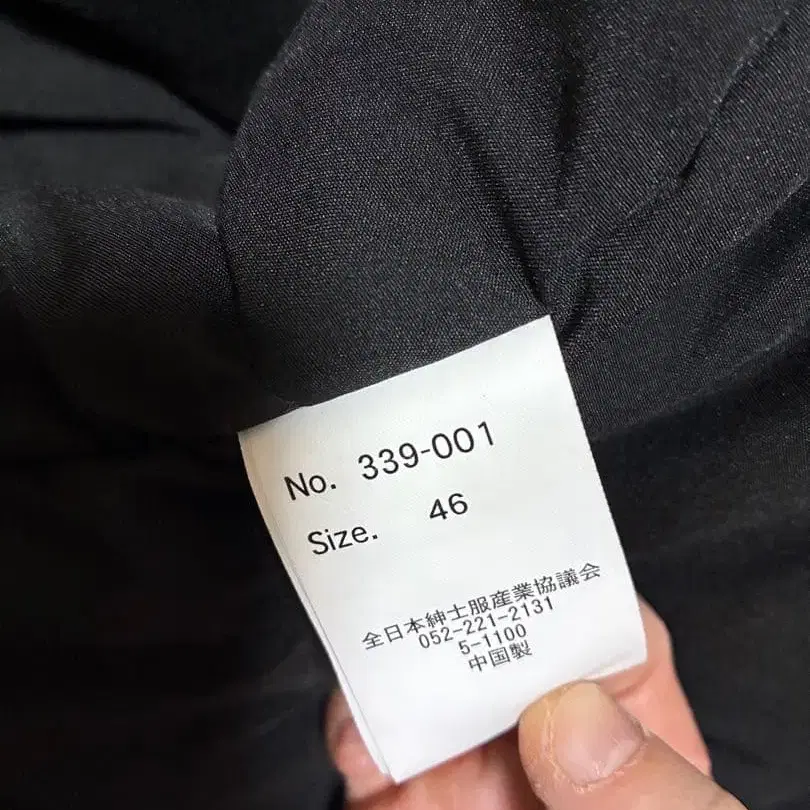 No. 339-001
Size. 46
全日本紳士服産業協議会
052-221-2131
5-1100
中国製